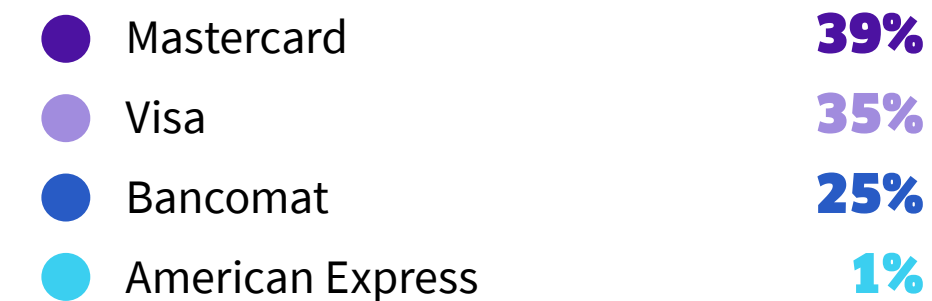 Mastercard 39%
Visa 35%
Bancomat 25%
American Express 1%